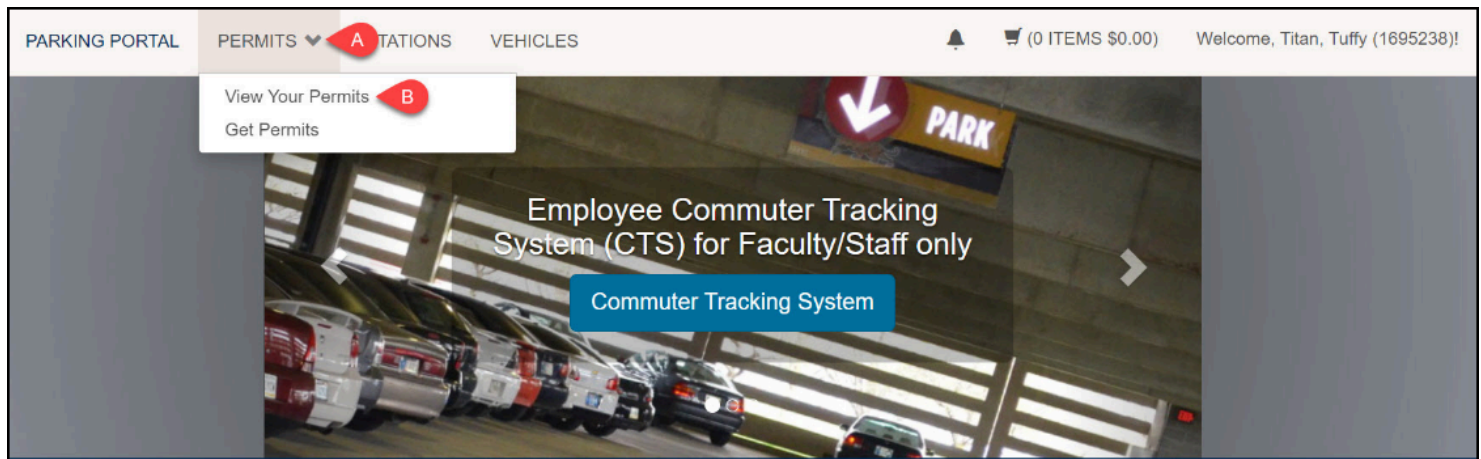 PARKING PORTAL PERMITS A TATIONS VEHICLES (0 ITEMS $0.00) Welcome, Titan, Tuffy (1695238)!
View Your Permits B
Get Permits
PARK
Employee Commuter Tracking
System (CTS) for Faculty/Staff only
Commuter Tracking System